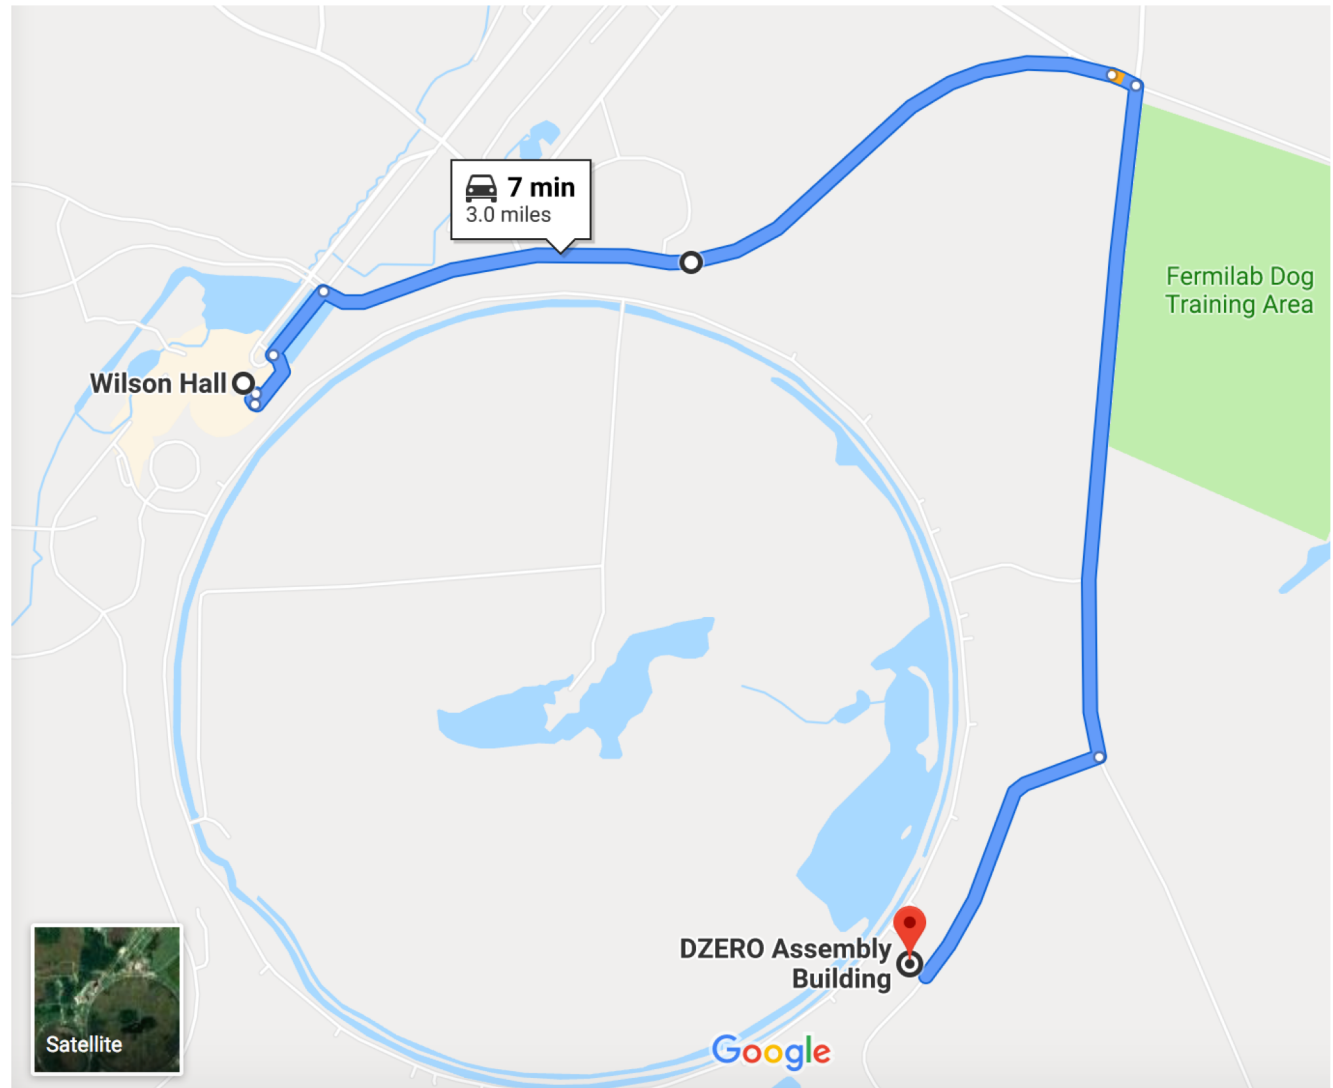 7 min
3.0 miles
Fermilab Dog
Training Area
Wilson Hall
DZERO Assembly
Building
Google
Satellite